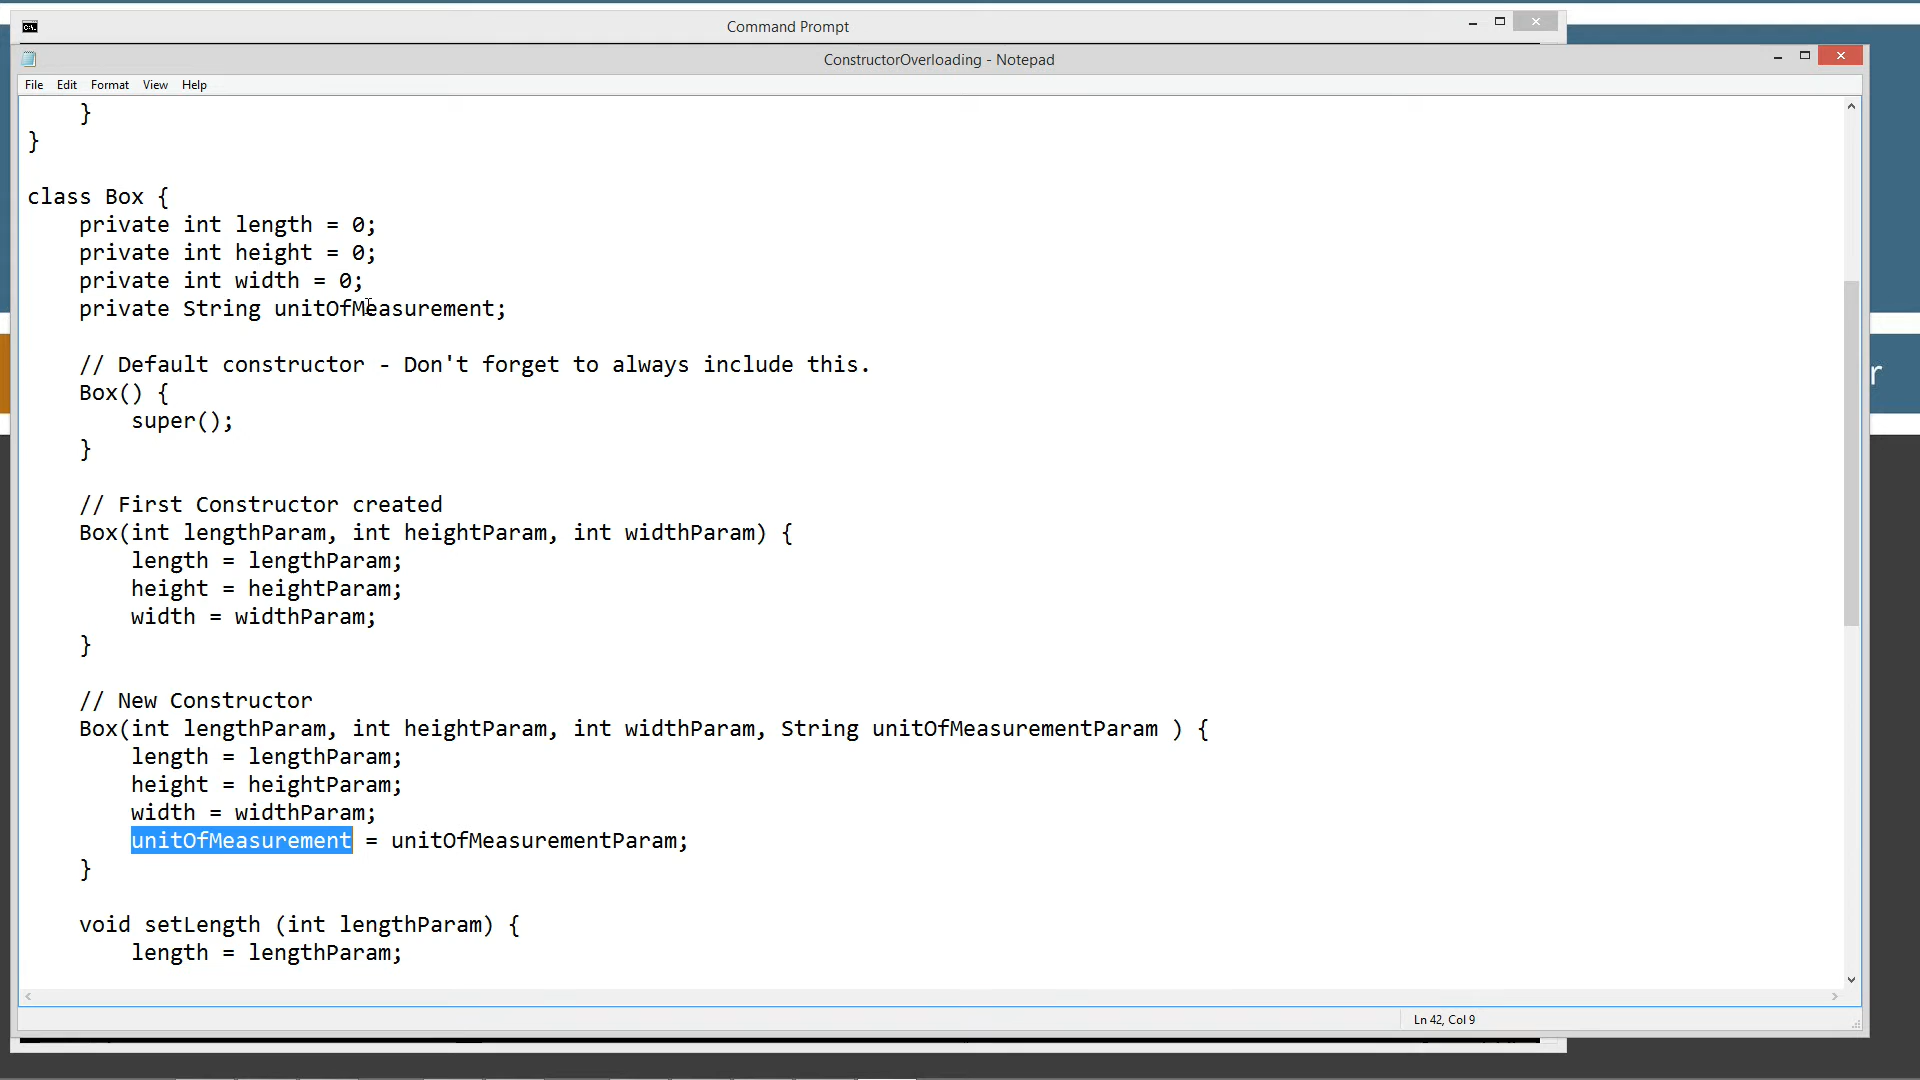 Command Prompt
ConstructorOverloading - Notepad
File Edit Format View Help
    }
}
class Box {
    private int length = 0;
    private int height = 0;
    private int width = 0;
    private String unitOfMeasurement;
    // Default constructor - Don't forget to always include this.
    Box() {
        super();
    }
    // First Constructor created
    Box(int lengthParam, int heightParam, int widthParam) {
        length = lengthParam;
        height = heightParam;
        width = widthParam;
    }
    // New Constructor
    Box(int lengthParam, int heightParam, int widthParam, String unitOfMeasurementParam ) {
        length = lengthParam;
        height = heightParam;
        width = widthParam;
        unitOfMeasurement = unitOfMeasurementParam;
    }
    void setLength (int lengthParam) {
        length = lengthParam;
Ln 42, Col 9
r